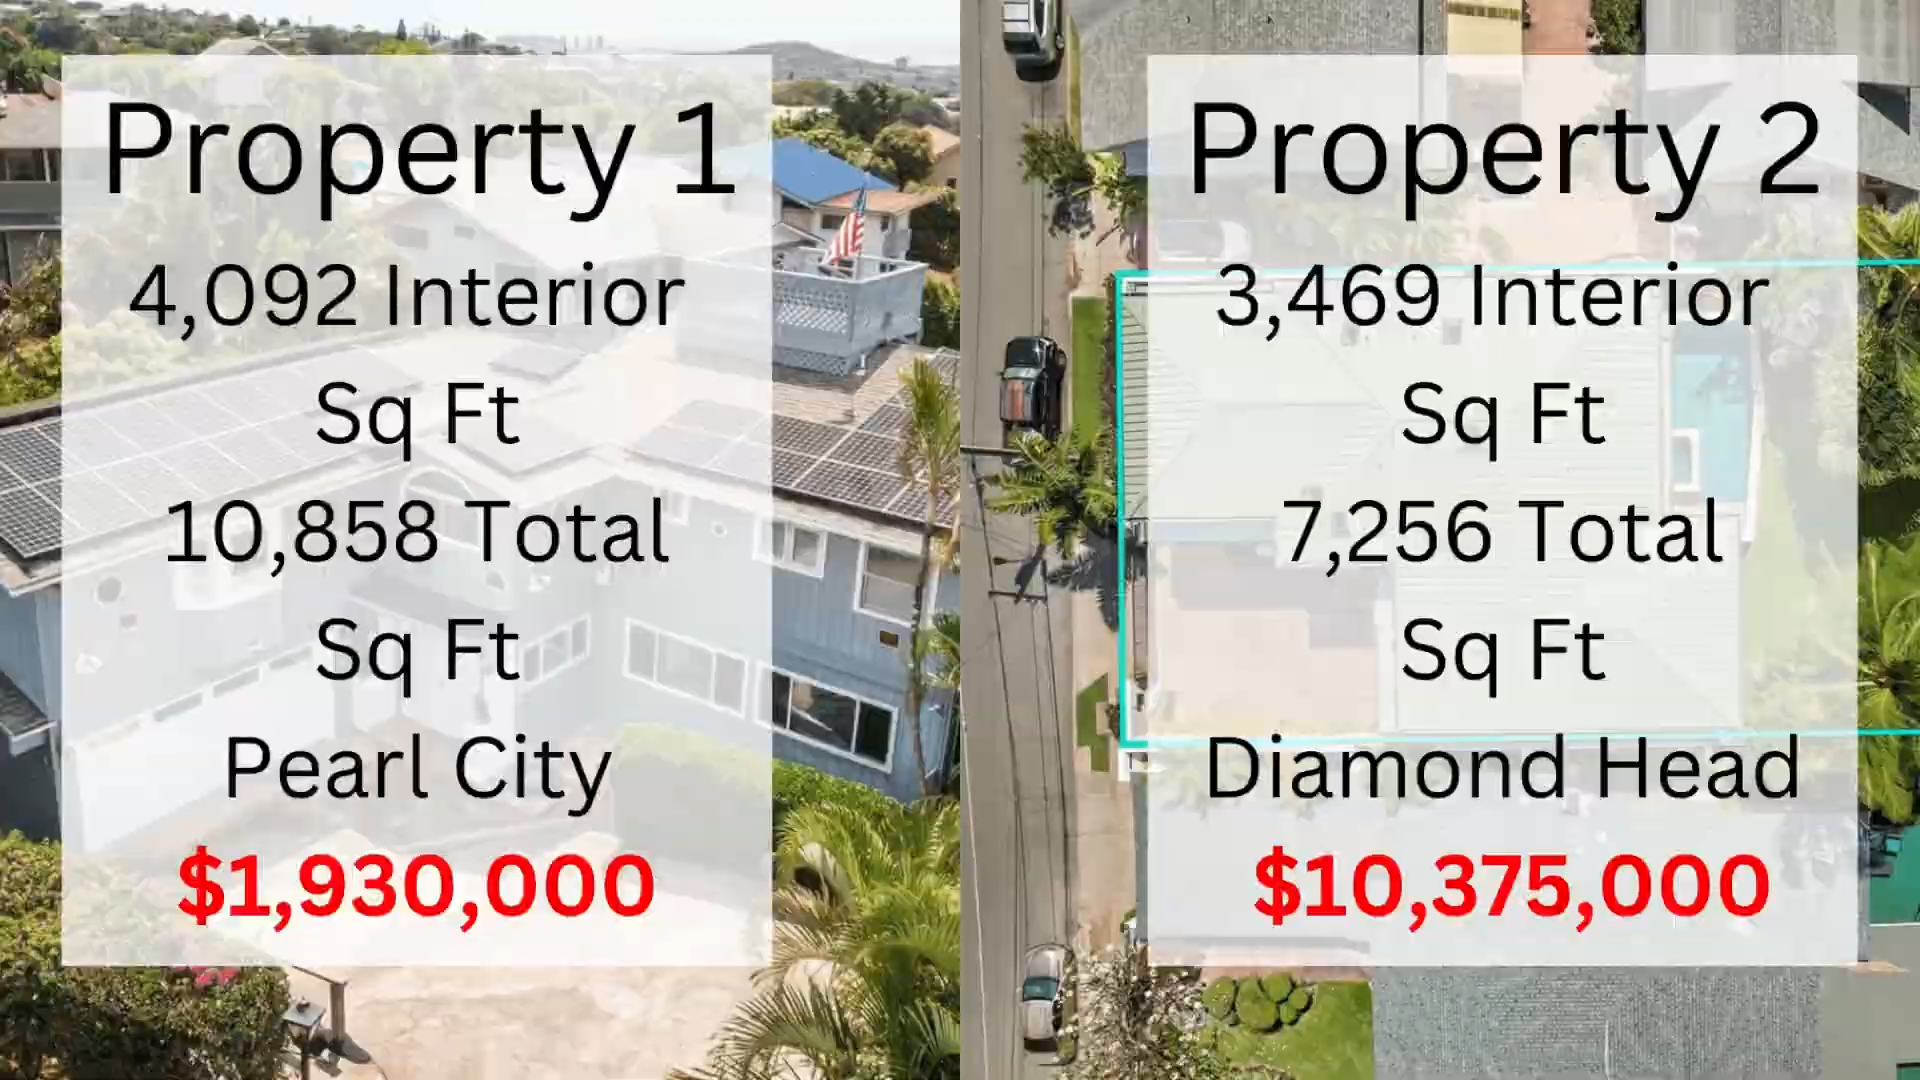 Property 1
4,092 Interior
Sq Ft
10,858 Total
Sq Ft
Pearl City
$1,930,000
Property 2
3,469 Interior
Sq Ft
7,256 Total
Sq Ft
Diamond Head
$10,375,000